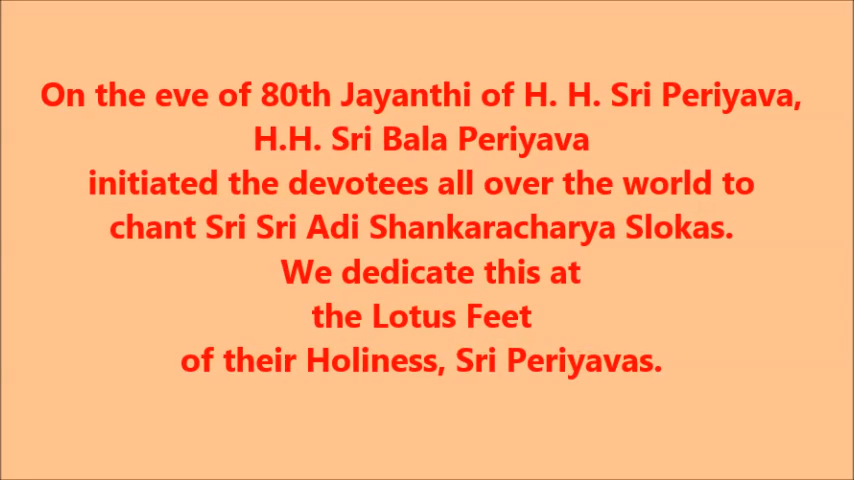 On the eve of 80th Jayanthi of H. H. Sri Periyava,
H.H. Sri Bala Periyava
initiated the devotees all over the world to
chant Sri Sri Adi Shankaracharya Slokas.
We dedicate this at
the Lotus Feet
of their Holiness, Sri Periyavas.